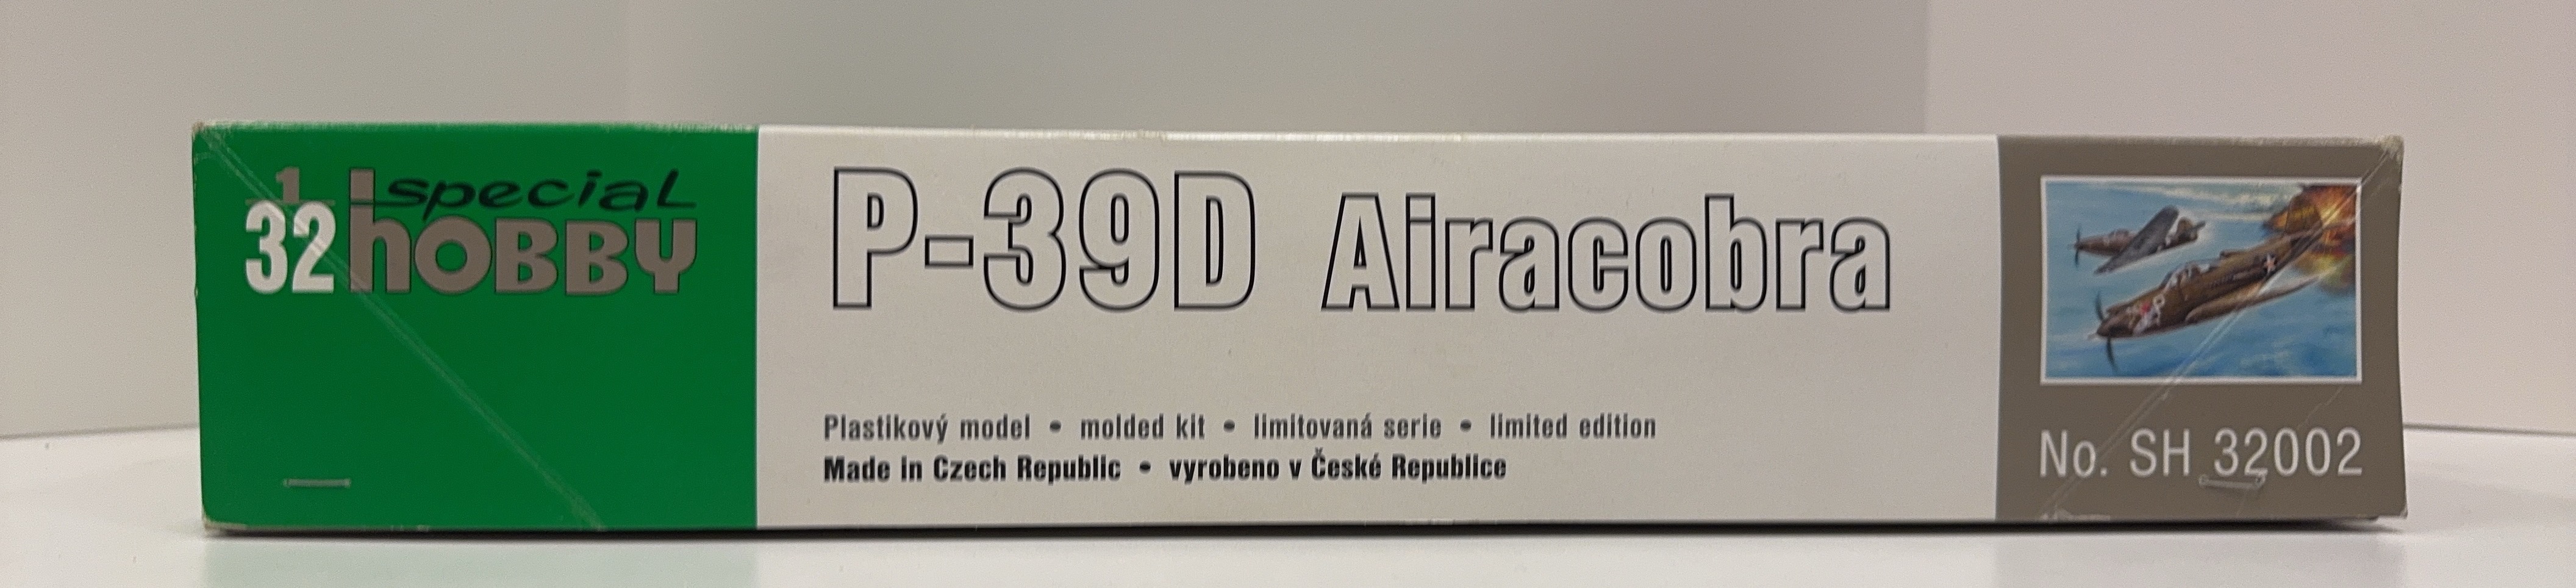 1
32
special
hOBBY
P-39D Airacobra
Plastikový model • molded kit • limitovaná serie • limited edition
Made in Czech Republic • vyrobeno v České Republice
No. SH 32002